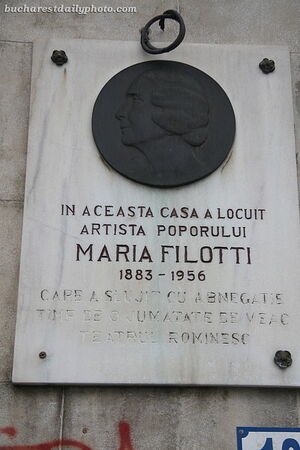 bucharestdailyphoto.com
IN ACEASTA CASA A LOCUIT
ARTISTA POPORULUI
MARIA FILOTTI
1883 - 1956
CARE A SLUJIT CU ABNEGATIE
TIMP DE O JUMATATE DE VEAC
TEATRUL ROMINESC